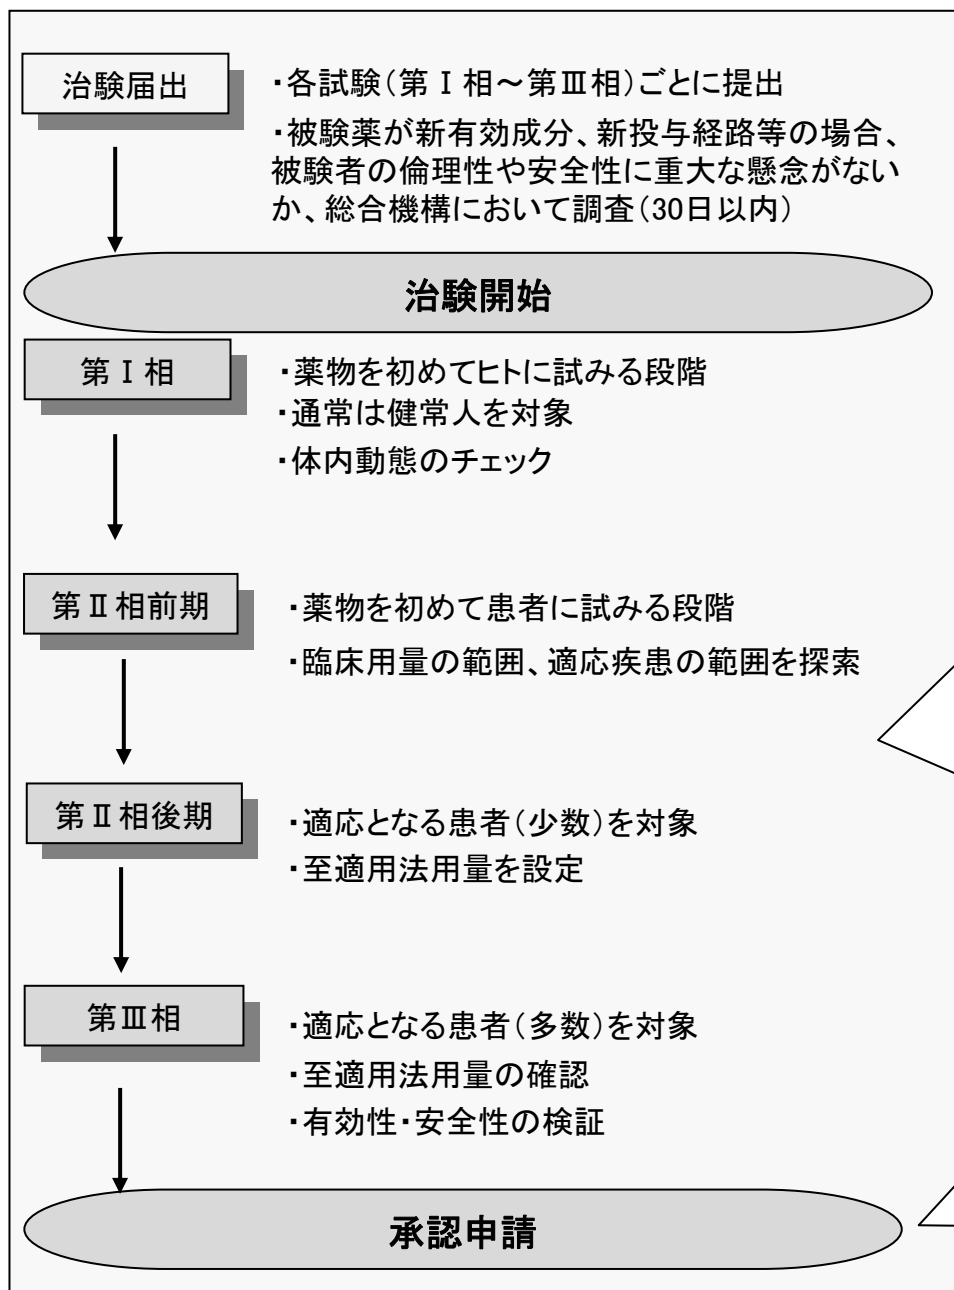 治験届出
・各試験(第Ⅰ相～第Ⅲ相)ごとに提出
・被験薬が新有効成分、新投与経路等の場合、
被験者の倫理性や安全性に重大な懸念がない
か、総合機構において調査(30日以内)
治験開始
第Ⅰ相
・薬物を初めてヒトに試みる段階
・通常は健常人を対象
・体内動態のチェック
第Ⅱ相前期
・薬物を初めて患者に試みる段階
・臨床用量の範囲、適応疾患の範囲を探索
第Ⅱ相後期
・適応となる患者(少数)を対象
・至適用法用量を設定
第Ⅲ相
・適応となる患者(多数)を対象
・至適用法用量の確認
・有効性・安全性の検証
承認申請